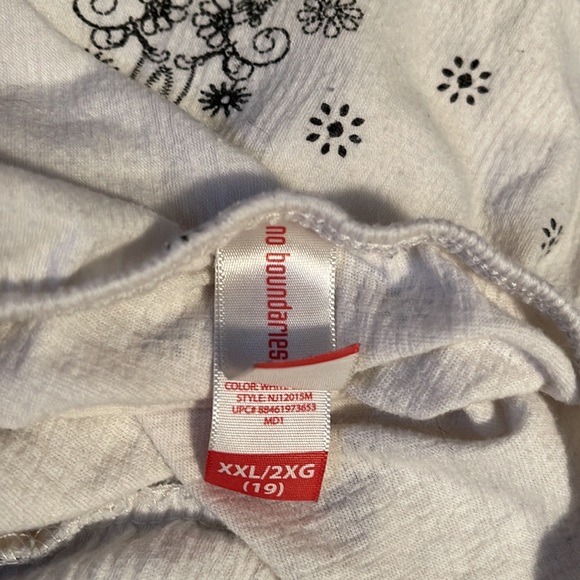 no boundaries
COLOR: WHITE
STYLE: NJ12015M
UPC# 88461973653
MD1
XXL/2XG
(19)